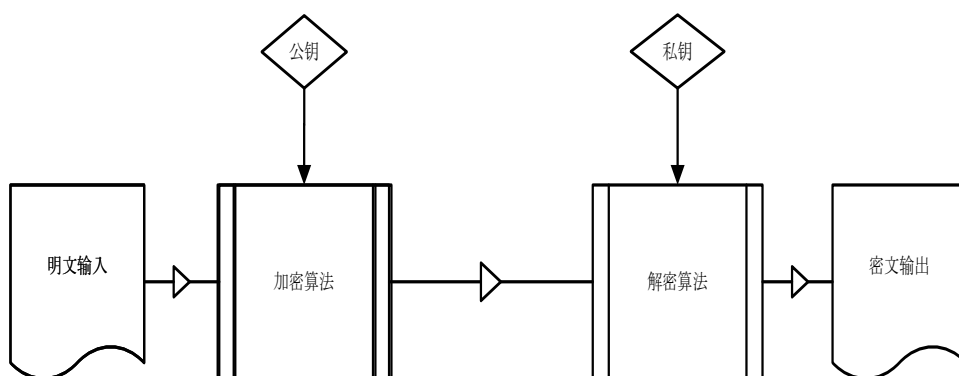 公钥
私钥
明文输入
加密算法
解密算法
密文输出